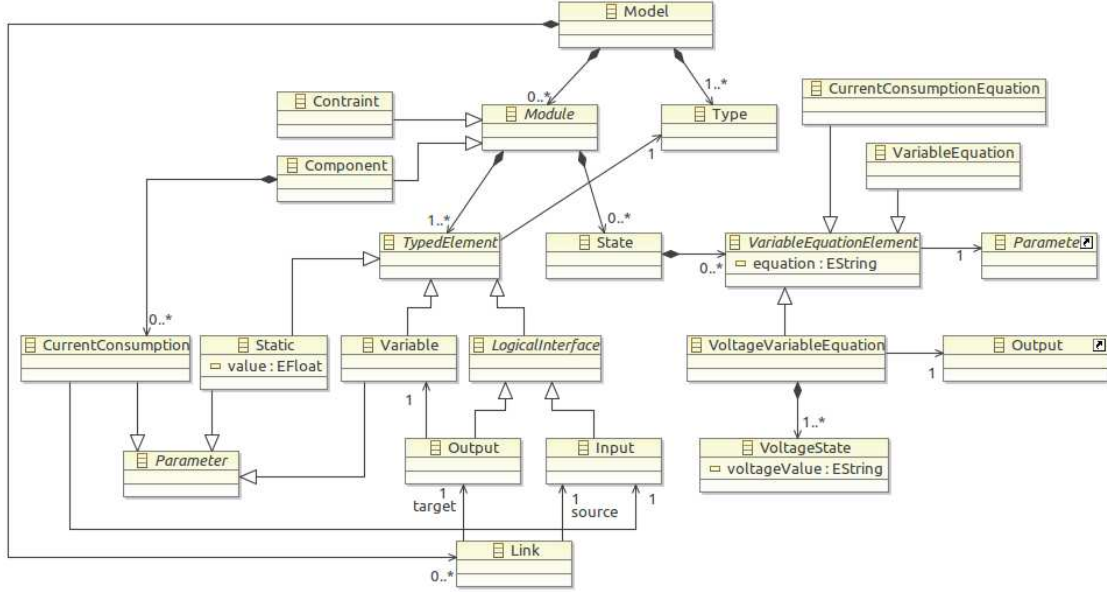 Model
0..*
1..*
Contraint
Module
Type
CurrentConsumptionEquation
1
Component
VariableEquation
1..*
0..*
TypedElement
State
0..*
VariableEquationElement
equation : EString
1
Paramete
0..*
CurrentConsumption
Static
value : EFloat
Variable
LogicalInterface
VoltageVariableEquation
Output
1
1
1..*
Parameter
Output
Input
VoltageState
voltageValue : EString
1
target
1
source
1
Link
0..*